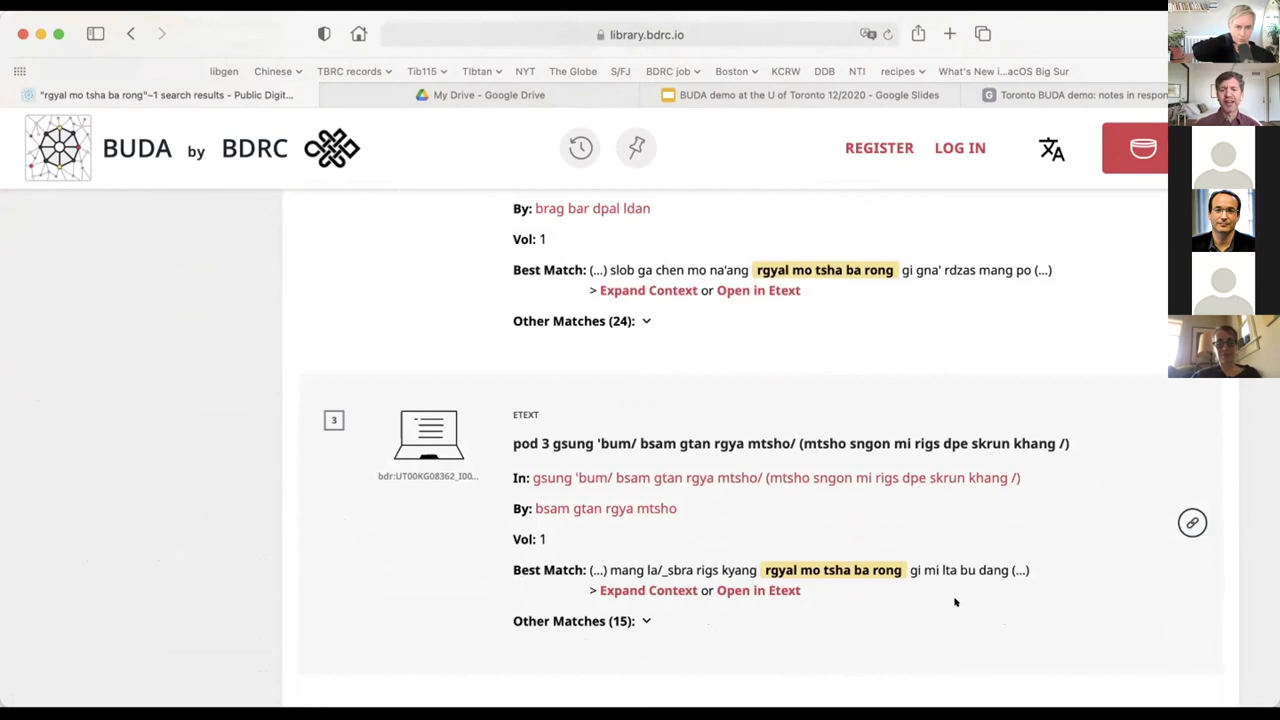 library.bdrc.io
libgen Chinese TBRC records Tib115 TIbtan NYT The Globe S/FJ BDRC job Boston KCRW DDB NTI recipes What's New i...acOS Big Sur
"rgyal mo tsha ba rong"~1 search results - Public Digit... My Drive - Google Drive BUDA demo at the U of Toronto 12/2020 - Google Slides G Toronto BUDA demo: notes in respon
BUDA by BDRC REGISTER LOG IN
By: brag bar dpal ldan
Vol: 1
Best Match: (...) slob ga chen mo na'ang rgyal mo tsha ba rong gi gna' rdzas mang po (...)
> Expand Context or Open in Etext
Other Matches (24):
3
ETEXT
pod 3 gsung 'bum/ bsam gtan rgya mtsho/ (mtsho sngon mi rigs dpe skrun khang /)
bdr:UT00KG08362_I00...
In: gsung 'bum/ bsam gtan rgya mtsho/ (mtsho sngon mi rigs dpe skrun khang /)
By: bsam gtan rgya mtsho
Vol: 1
Best Match: (...) mang la/_sbra rigs kyang rgyal mo tsha ba rong gi mi lta bu dang (...)
> Expand Context or Open in Etext
Other Matches (15):